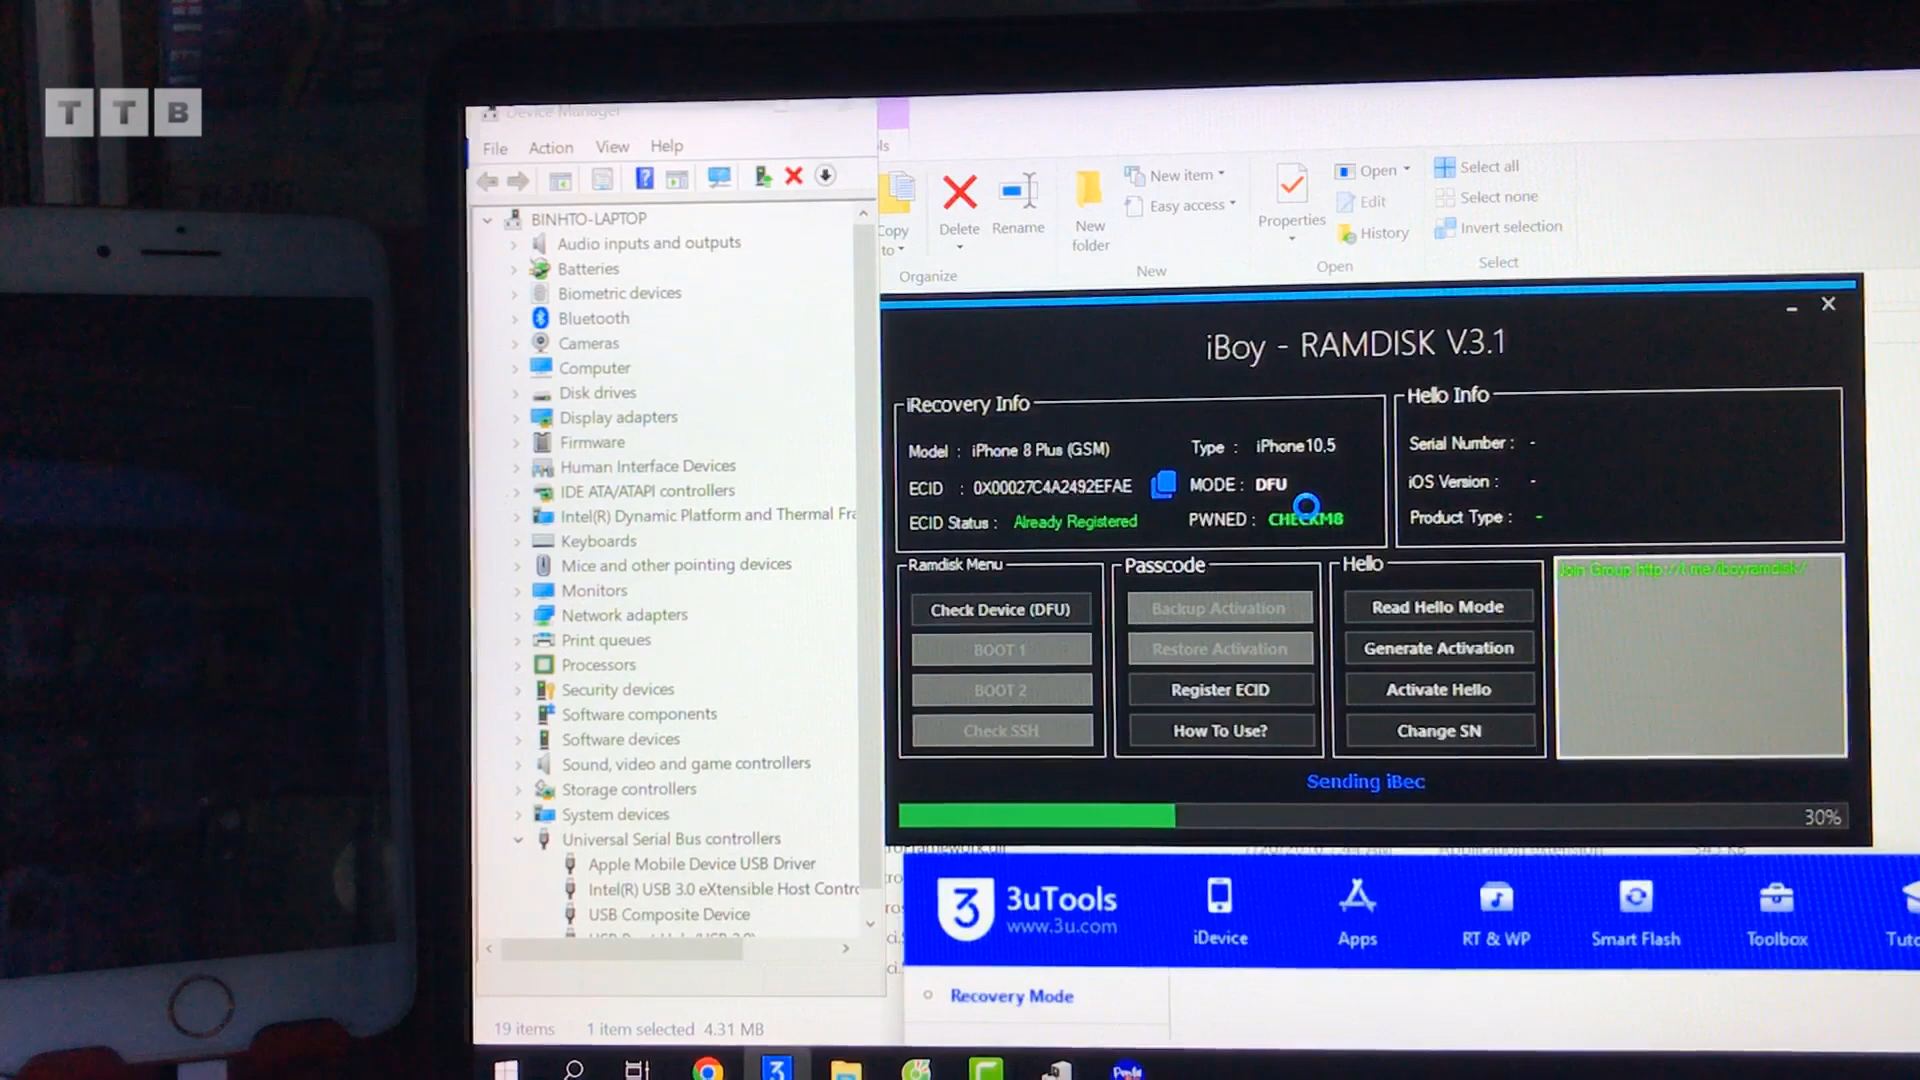 TTB
Device Manager
File Action View Help
BINHTO-LAPTOP
Audio inputs and outputs
Batteries
Biometric devices
Bluetooth
Cameras
Computer
Disk drives
Display adapters
Firmware
Human Interface Devices
IDE ATA/ATAPI controllers
Intel(R) Dynamic Platform and Thermal Fra
Keyboards
Mice and other pointing devices
Monitors
Network adapters
Print queues
Processors
Security devices
Software components
Software devices
Sound, video and game controllers
Storage controllers
System devices
Universal Serial Bus controllers
Apple Mobile Device USB Driver
Intel(R) USB 3.0 eXtensible Host Contro
USB Composite Device
19 items 1 item selected 4.31 MB
Copy to
Delete
Rename
Organize
New folder
New item
Easy access
New
Properties
Open
Edit
History
Open
Select all
Select none
Invert selection
Select
iBoy - RAMDISK V.3.1
iRecovery Info
Model : iPhone 8 Plus (GSM)
Type : iPhone10,5
ECID : 0X00027C4A2492EFAE
MODE : DFU
ECID Status : Already Registered
PWNED : CHECKM8
Hello Info
Serial Number : -
iOS Version : -
Product Type : -
Ramdisk Menu
Check Device (DFU)
BOOT 1
BOOT 2
Check SSH
Passcode
Backup Activation
Restore Activation
Register ECID
How To Use?
Hello
Read Hello Mode
Generate Activation
Activate Hello
Change SN
Join Group http://t.me/iboyramdisk/
Sending iBec
30%
3uTools
www.3u.com
iDevice
Apps
RT & WP
Smart Flash
Toolbox
Recovery Mode